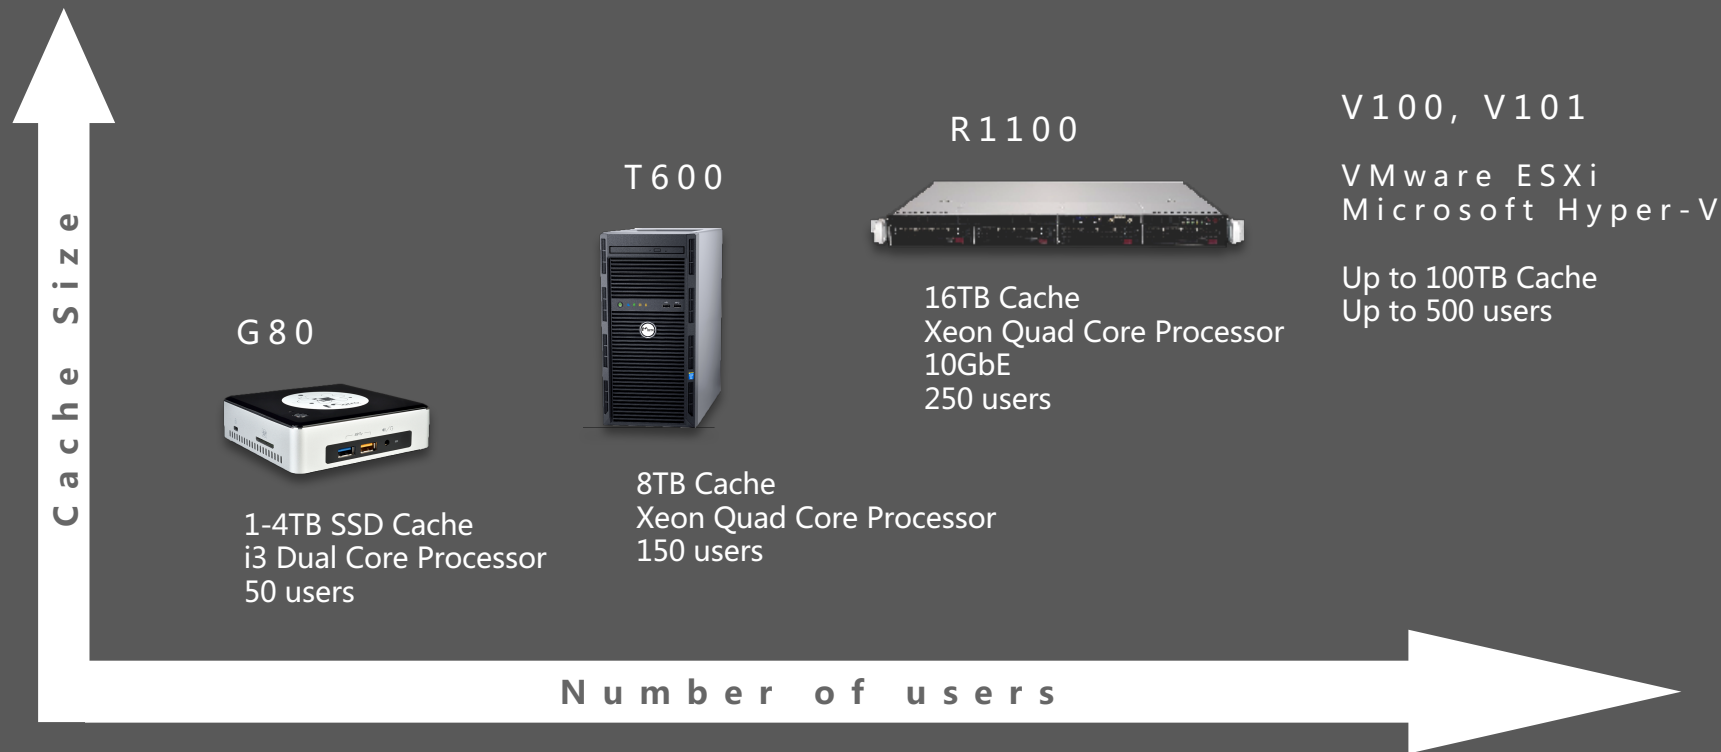 Cache Size
G80
1-4TB SSD Cache
i3 Dual Core Processor
50 users
T600
8TB Cache
Xeon Quad Core Processor
150 users
R1100
16TB Cache
Xeon Quad Core Processor
10GbE
250 users
V100, V101
VMware ESXi
Microsoft Hyper-V
Up to 100TB Cache
Up to 500 users
Number of users